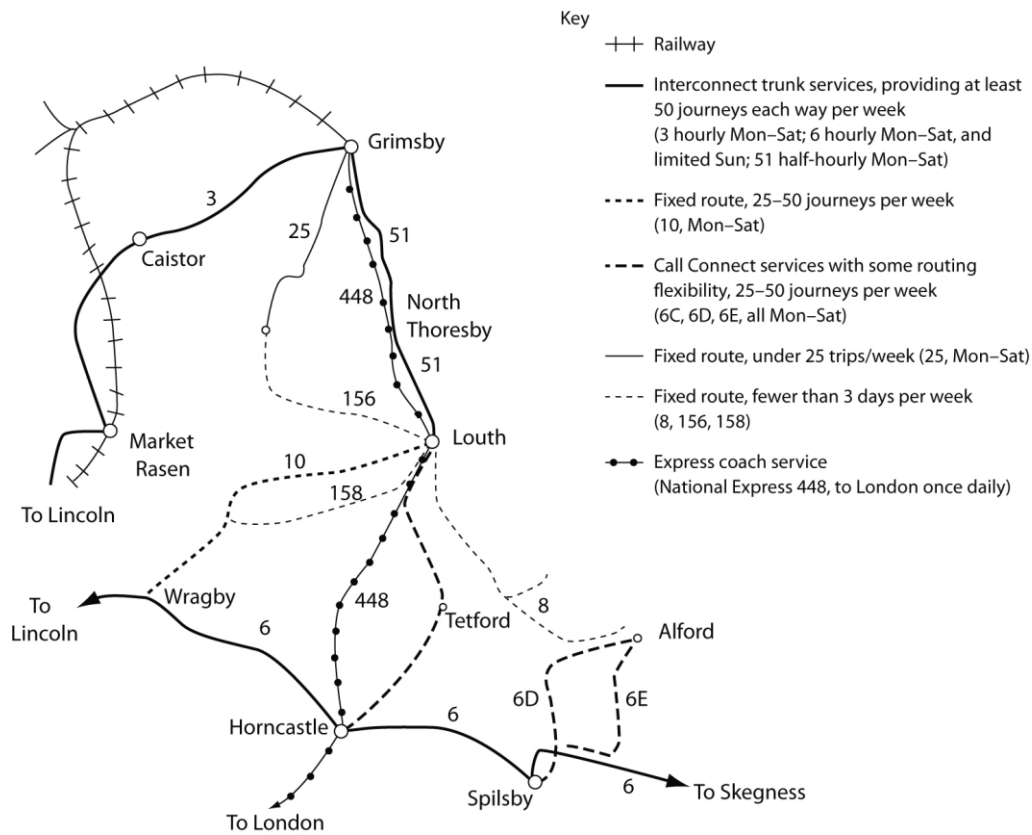 Key
Railway
Interconnect trunk services, providing at least
50 journeys each way per week
(3 hourly Mon–Sat; 6 hourly Mon–Sat, and
limited Sun; 51 half-hourly Mon–Sat)
Fixed route, 25–50 journeys per week
(10, Mon–Sat)
Call Connect services with some routing
flexibility, 25–50 journeys per week
(6C, 6D, 6E, all Mon–Sat)
Fixed route, under 25 trips/week (25, Mon–Sat)
Fixed route, fewer than 3 days per week
(8, 156, 158)
Express coach service
(National Express 448, to London once daily)
Grimsby
3
25
51
Caistor
448
North
Thoresby
51
156
Market
Rasen
Louth
10
158
To Lincoln
Wragby
To
Lincoln
448
Tetford
8
6
Alford
6D
6E
Horncastle
6
Spilsby
6
To Skegness
To London